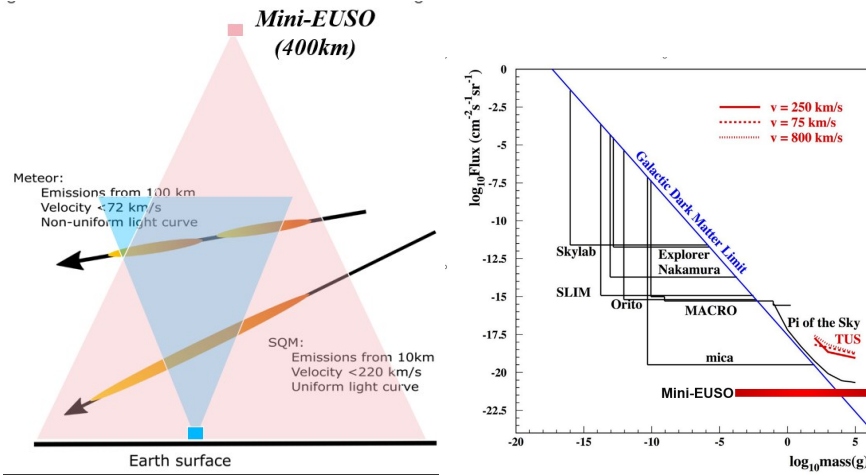 Mini-EUSO
(400km)
Meteor:
Emissions from 100 km
Velocity <72 km/s
Non-uniform light curve
SQM:
Emissions from 10km
Velocity <220 km/s
Uniform light curve
Earth surface
log10Flux (cm-2s-1sr-1)
0
-2.5
-5
-7.5
-10
-12.5
-15
-17.5
-20
-22.5
v = 250 km/s
v = 75 km/s
v = 800 km/s
Galactic Dark Matter Limit
Skylab
Explorer
Nakamura
SLIM
Orito
MACRO
Pi of the Sky
TUS
mica
Mini-EUSO
-20
-15
-10
-5
0
5
log10mass(g)